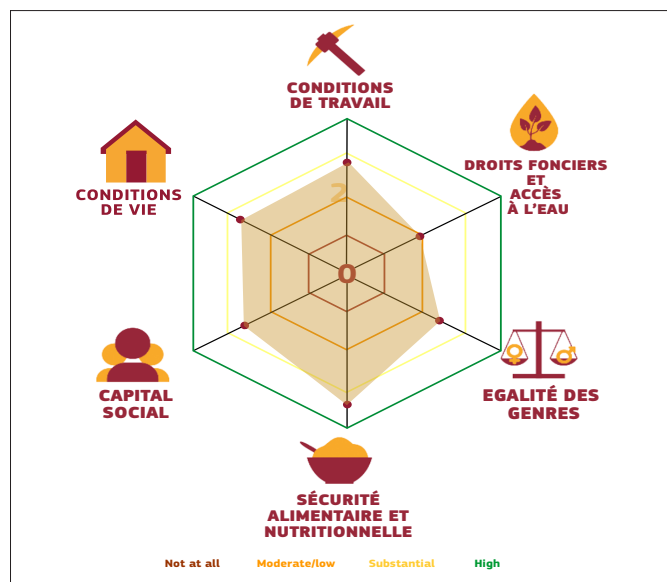 CONDITIONS
DE TRAVAIL
DROITS FONCIERS
ET
ACCÈS
À L'EAU
CONDITIONS
DE VIE
2
0
CAPITAL
SOCIAL
EGALITÉ DES
GENRES
SÉCURITÉ
ALIMENTAIRE ET
NUTRITIONNELLE
Not at all Moderate/low Substantial High